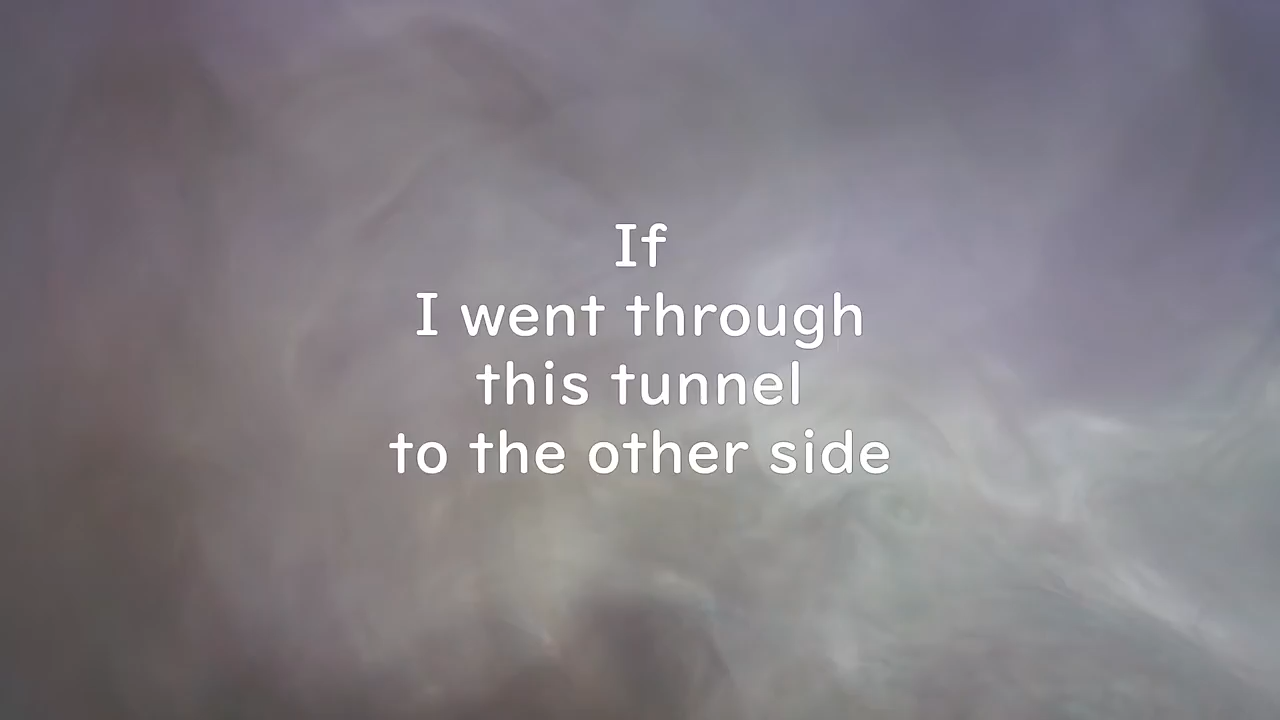 If
I went through
this tunnel
to the other side